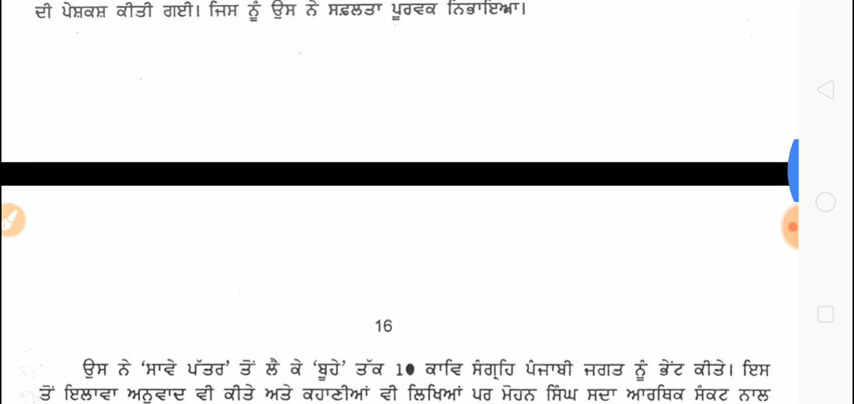 ਦੀ ਪੇਸ਼ਕਸ਼ ਕੀਤੀ ਗਈ। ਜਿਸ ਨੂੰ ਉਸ ਨੇ ਸਫ਼ਲਤਾ ਪੂਰਵਕ ਨਿਭਾਇਆ।
16
ਉਸ ਨੇ ‘ਸਾਵੇ ਪੱਤਰ’ ਤੋਂ ਲੈ ਕੇ ‘ਬੂਹੇ’ ਤੱਕ 10 ਕਾਵਿ ਸੰਗ੍ਰਹਿ ਪੰਜਾਬੀ ਜਗਤ ਨੂੰ ਭੇਂਟ ਕੀਤੇ। ਇਸ
ਤੋਂ ਇਲਾਵਾ ਅਨੁਵਾਦ ਵੀ ਕੀਤੇ ਅਤੇ ਕਹਾਣੀਆਂ ਵੀ ਲਿਖਿਆਂ ਪਰ ਮੋਹਨ ਸਿੰਘ ਸਦਾ ਆਰਥਿਕ ਸੰਕਟ ਨਾਲ